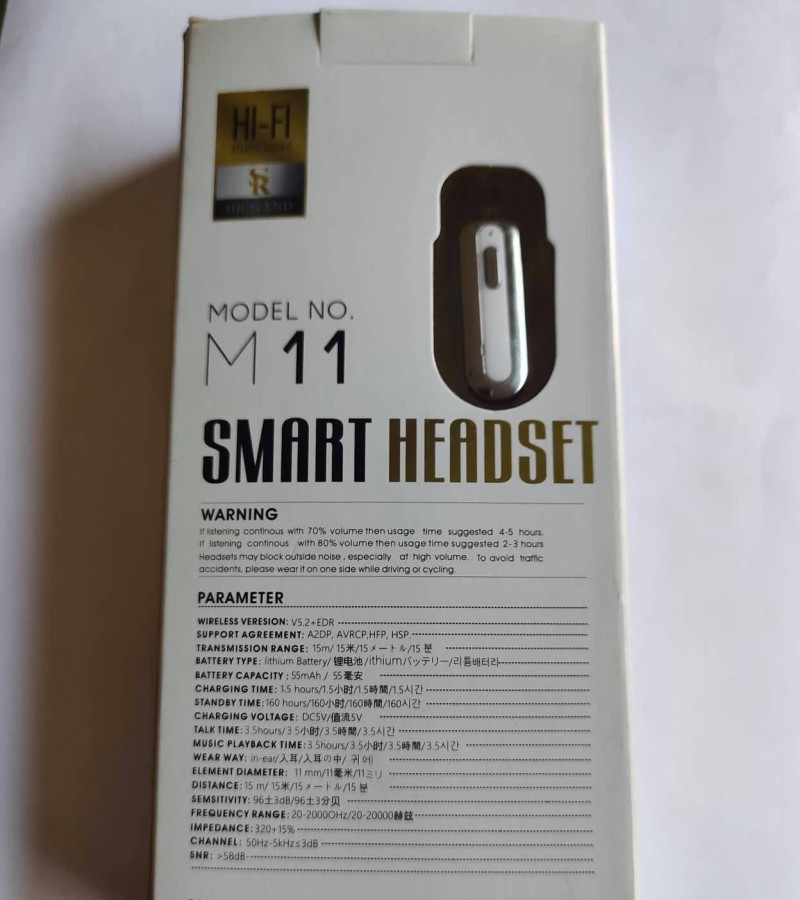 HI-FI
SR
HIGH-END
MODEL NO.
M 11
SMART HEADSET
WARNING
If listening continous with 70% volume then usage time suggested 4-5 hours.
If listening continous with 80% volume then usage time suggested 2-3 hours
Headsets may block outside noise , especially at high volume. To avoid traffic
accidents, please wear it on one side while driving or cycling.
PARAMETER
WIRELESS VERESION: V5.2+EDR
SUPPORT AGREEMENT: A2DP, AVRCP,HFP, HSP
TRANSMISSION RANGE: 15m/ 15米/15メートル/15 분
BATTERY TYPE: lithium Battery/ 锂电池/ithiumバッテリー/리튬배터리
BATTERY CAPACITY : 55mAh / 55毫安
CHARGING TIME: 1.5 hours/1.5小时/1.5時間/1.5시간
STANDBY TIME:160 hours/160小时/160時間/160시간
CHARGING VOLTAGE: DC5V/值流5V
TALK TIME:3.5hours/3.5小时/3.5時間/3.5시간
MUSIC PLAYBACK TIME:3.5hours/3.5小时/3.5時間/3.5시간
WEAR WAY: in-ear/入耳/入耳の中/ 귀 에
ELEMENT DIAMETER: 11 mm/11毫米/11ミリ
DISTANCE: 15 m/ 15米/15メートル/15 분
SEMSITIVITY: 96±3dB/96±3分贝
FREQUENCY RANGE: 20-20000Hz/20-20000赫兹
IMPEDANCE: 320+15%
CHANNEL: 50Hz-5kHz≤3dB
SNR: >58dB